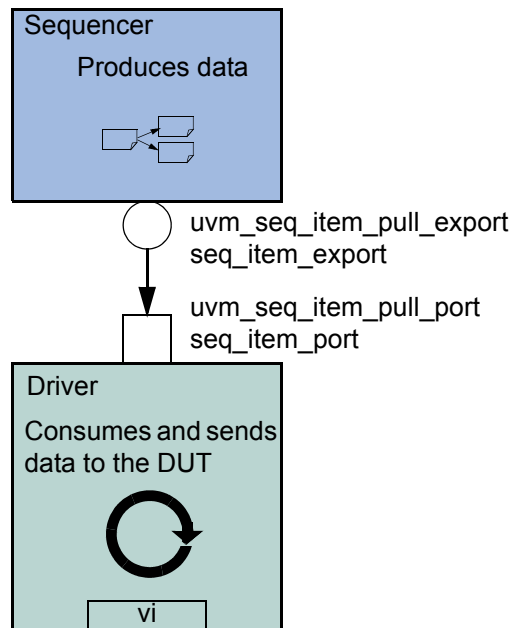 Sequencer
Produces data
uvm_seq_item_pull_export
seq_item_export
uvm_seq_item_pull_port
seq_item_port
Driver
Consumes and sends
data to the DUT
vi